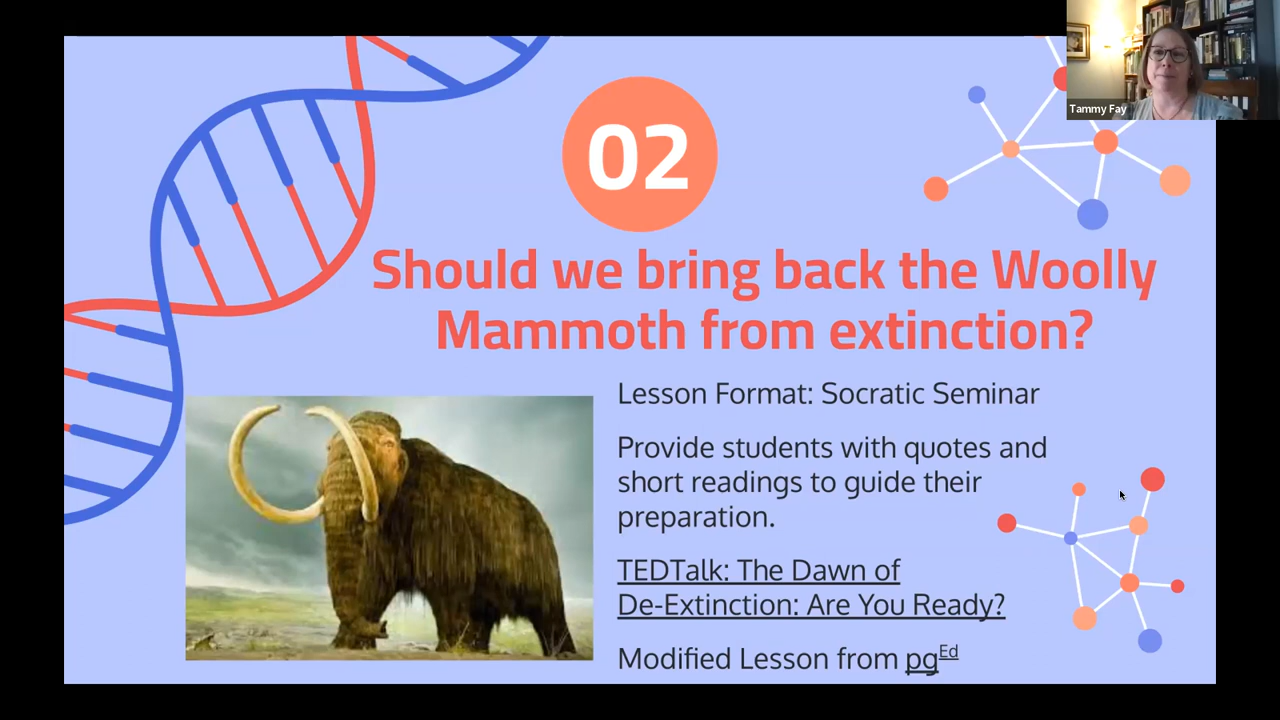 Tammy Fay
02
Should we bring back the Woolly
Mammoth from extinction?
Lesson Format: Socratic Seminar
Provide students with quotes and
short readings to guide their
preparation.
TEDTalk: The Dawn of
De-Extinction: Are You Ready?
Modified Lesson from pgEd